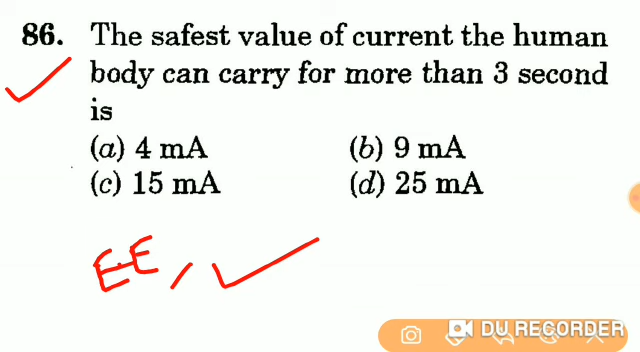 86. The safest value of current the human
body can carry for more than 3 second
is
(a) 4 mA (b) 9 mA
(c) 15 mA (d) 25 mA
EE,
DU RECORDER